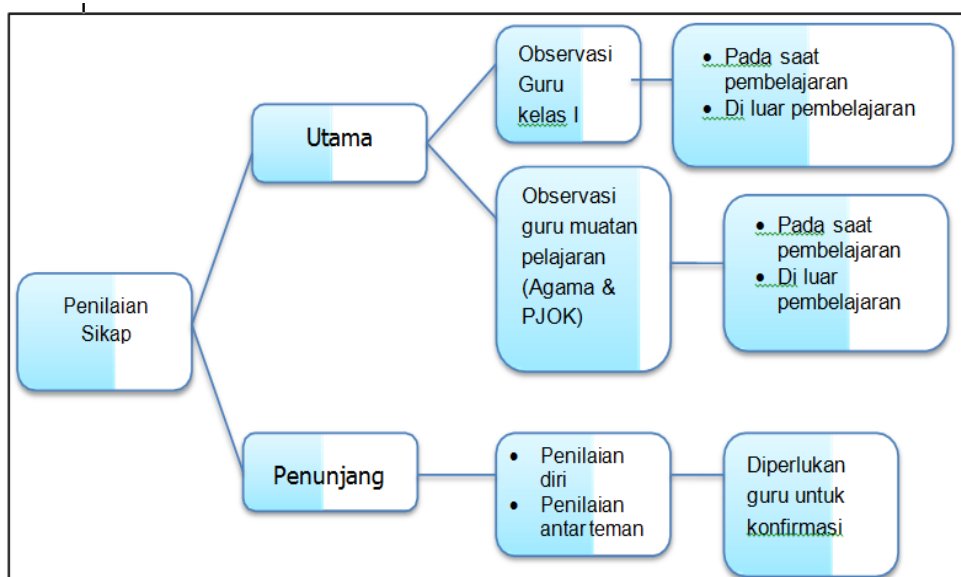 Penilaian
Sikap
Utama
Observasi
Guru
kelas I
• Pada saat
pembelajaran
• Di luar pembelajaran
Observasi
guru muatan
pelajaran
(Agama &
PJOK)
• Pada saat
pembelajaran
• Di luar
pembelajaran
Penunjang
• Penilaian
diri
• Penilaian
antar teman
Diperlukan
guru untuk
konfirmasi